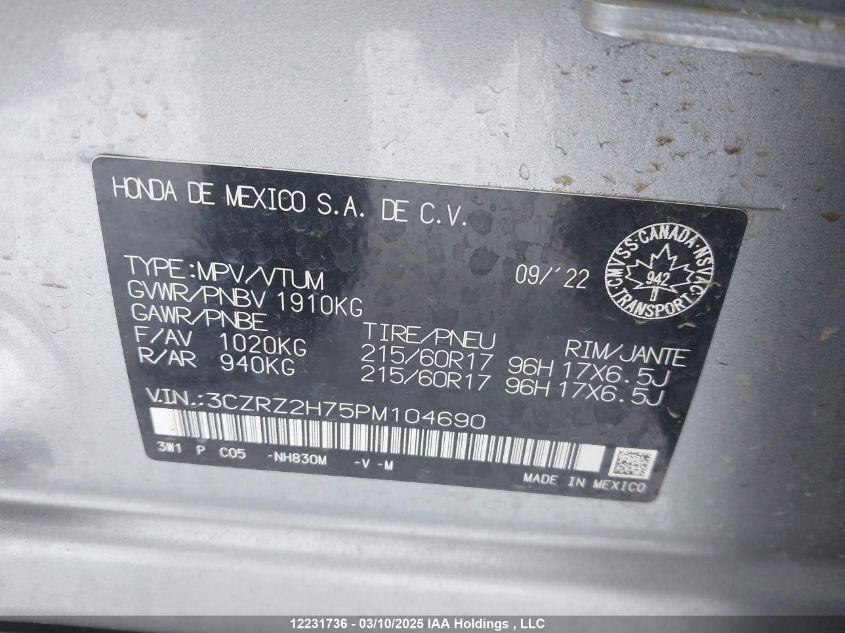 HONDA DE MEXICO S.A. DE C.V.
TYPE:MPV/VTUM
09/'22
GVWR/PNBV 1910KG
GAWR/PNBE
TIRE/PNEU
RIM/JANTE
F/AV 1020KG 215/60R17 96H 17X6.5J
R/AR 940KG 215/60R17 96H 17X6.5J
V.I.N.:3CZRZ2H75PM104690
3W1 P C05 -NH830M -V -M
MADE IN MEXICO
CMVSS·CANADA·NSVAC
942
TRANSPORT
12231736 - 03/10/2025 IAA Holdings , LLC